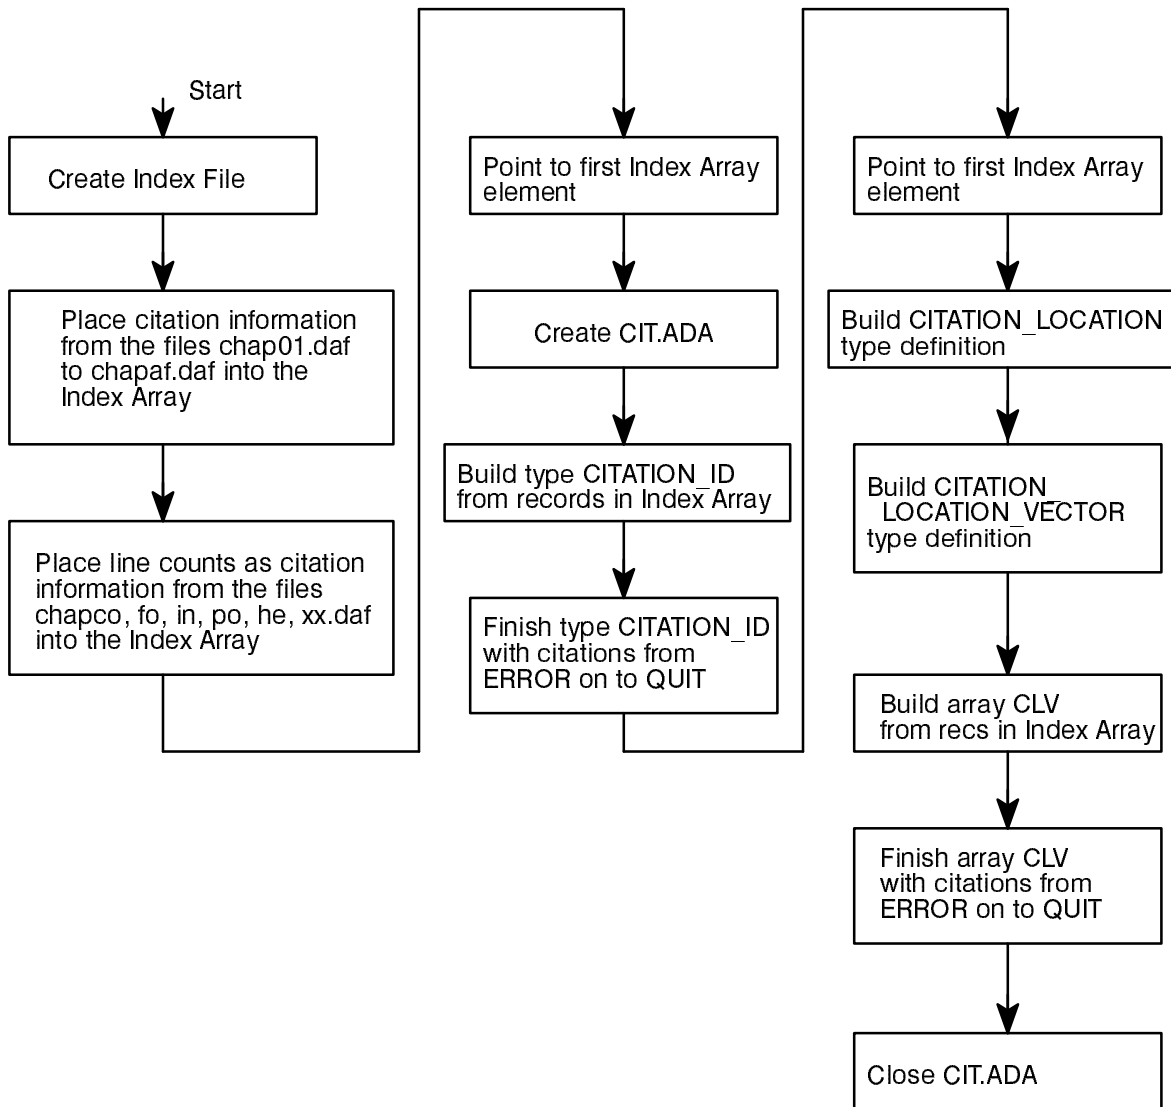 Start
Create Index File
Place citation information
from the files chap01.daf
to chapaf.daf into the
Index Array
Place line counts as citation
information from the files
chapco, fo, in, po, he, xx.daf
into the Index Array
Point to first Index Array
element
Create CIT.ADA
Build type CITATION_ID
from records in Index Array
Finish type CITATION_ID
with citations from
ERROR on to QUIT
Point to first Index Array
element
Build CITATION_LOCATION
type definition
Build CITATION_
LOCATION_VECTOR
type definition
Build array CLV
from recs in Index Array
Finish array CLV
with citations from
ERROR on to QUIT
Close CIT.ADA